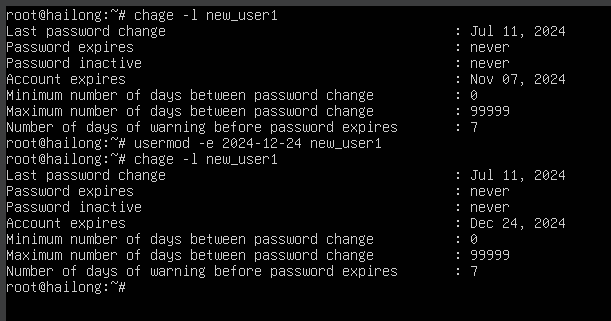 root@hailong:~# chage -l new_user1
Last password change : Jul 11, 2024
Password expires : never
Password inactive : never
Account expires : Nov 07, 2024
Minimum number of days between password change : 0
Maximum number of days between password change : 99999
Number of days of warning before password expires : 7
root@hailong:~# usermod -e 2024-12-24 new_user1
root@hailong:~# chage -l new_user1
Last password change : Jul 11, 2024
Password expires : never
Password inactive : never
Account expires : Dec 24, 2024
Minimum number of days between password change : 0
Maximum number of days between password change : 99999
Number of days of warning before password expires : 7
root@hailong:~#